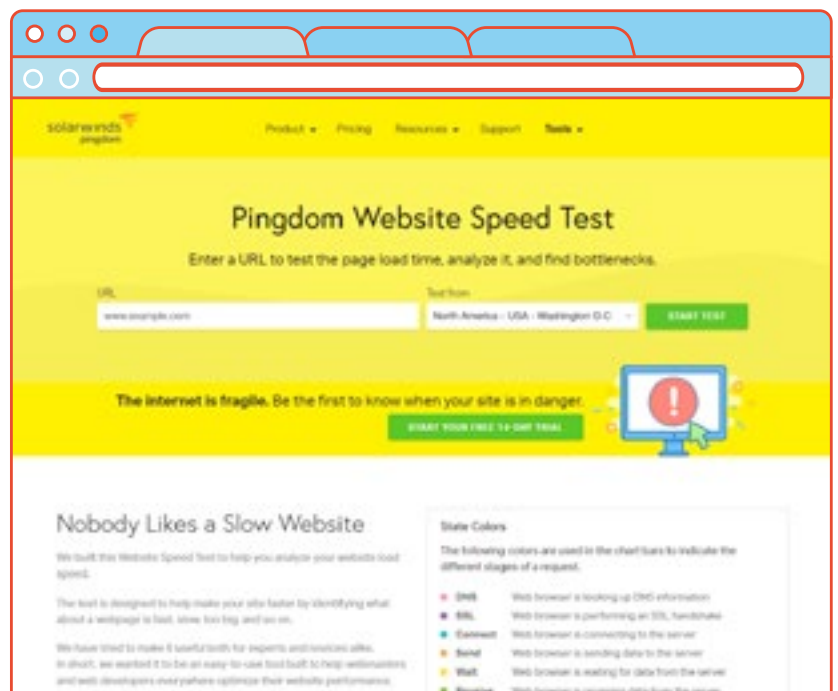 solarwinds
pingdom
Product Pricing Resources Support Tools
Pingdom Website Speed Test
Enter a URL to test the page load time, analyze it, and find bottlenecks.
URL Test from
www.example.com North America - USA - Washington D.C START TEST
The internet is fragile. Be the first to know when your site is in danger.
START YOUR FREE 14-DAY TRIAL
Nobody Likes a Slow Website
We built this Website Speed Test to help you analyze your website load
speed.
The test is designed to help make your site faster by identifying what
about a webpage is fast, slow, too big, and so on.
We have tried to make it useful both for experts and novices alike.
In short, we wanted it to be an easy-to-use tool built to help webmasters
and web developers everywhere optimize their website performance.
State Colors
The following colors are used in the chart bars to indicate the
different stages of a request.
DNS Web browser is looking up DNS information
SSL Web browser is performing an SSL handshake
Connect Web browser is connecting to the server
Send Web browser is sending data to the server
Wait Web browser is waiting for data from the server
Receive Web browser is receiving data from the server